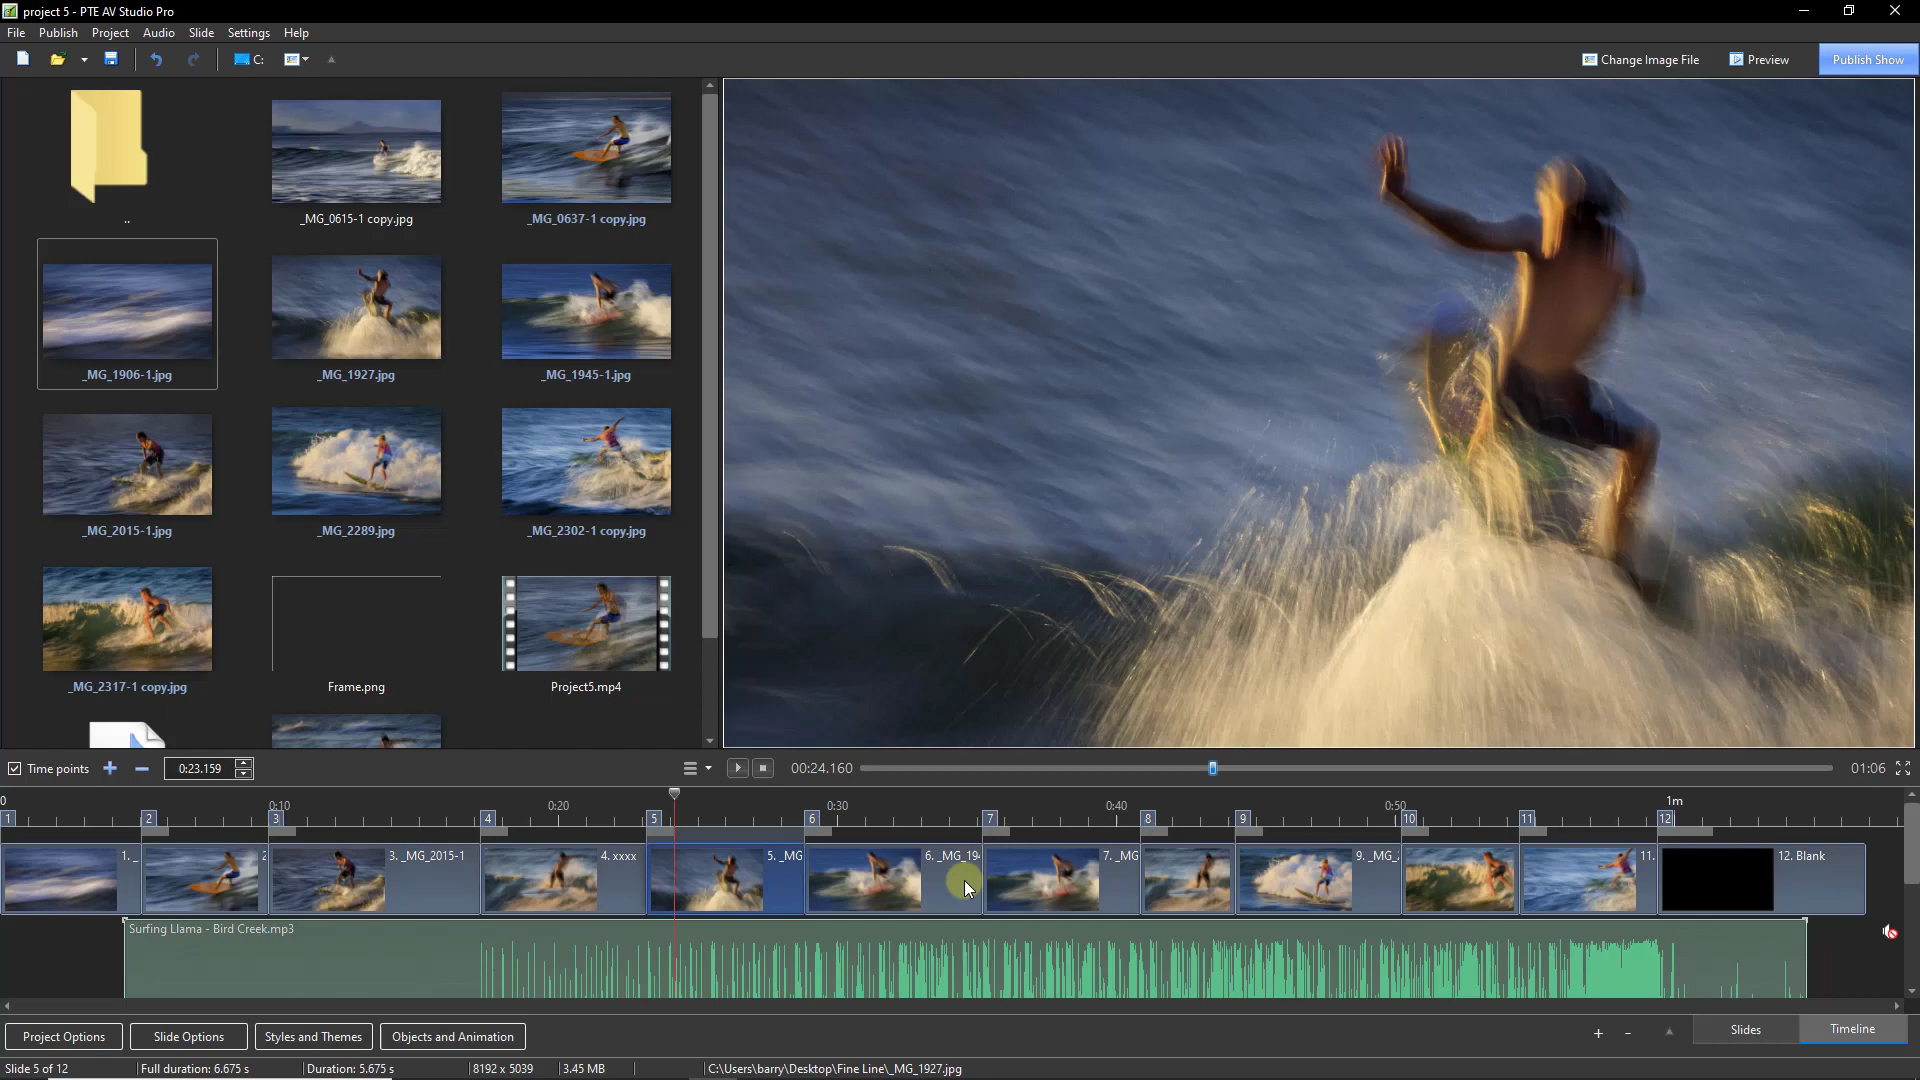 project 5 - PTE AV Studio Pro
File Publish Project Audio Slide Settings Help
C:
Change Image File Preview Publish Show
..
_MG_0615-1 copy.jpg
_MG_0637-1 copy.jpg
_MG_1906-1.jpg
_MG_1927.jpg
_MG_1945-1.jpg
_MG_2015-1.jpg
_MG_2289.jpg
_MG_2302-1 copy.jpg
_MG_2317-1 copy.jpg
Frame.png
Project5.mp4
Time points 0:23.159 00:24.160 01:06
0 0:10 0:20 0:30 0:40 0:50 1m
1 2 3 4 5 6 7 8 9 10 11 12
1._ 2 3._MG_2015-1 4. xxxx 5._MG 6._MG_194 7._MG 9._MG_ 11. 12. Blank
Surfing Llama - Bird Creek.mp3
Project Options Slide Options Styles and Themes Objects and Animation + - Slides Timeline
Slide 5 of 12 Full duration: 6.675 s Duration: 5.675 s 8192 x 5039 3.45 MB C:\Users\barry\Desktop\Fine Line\_MG_1927.jpg